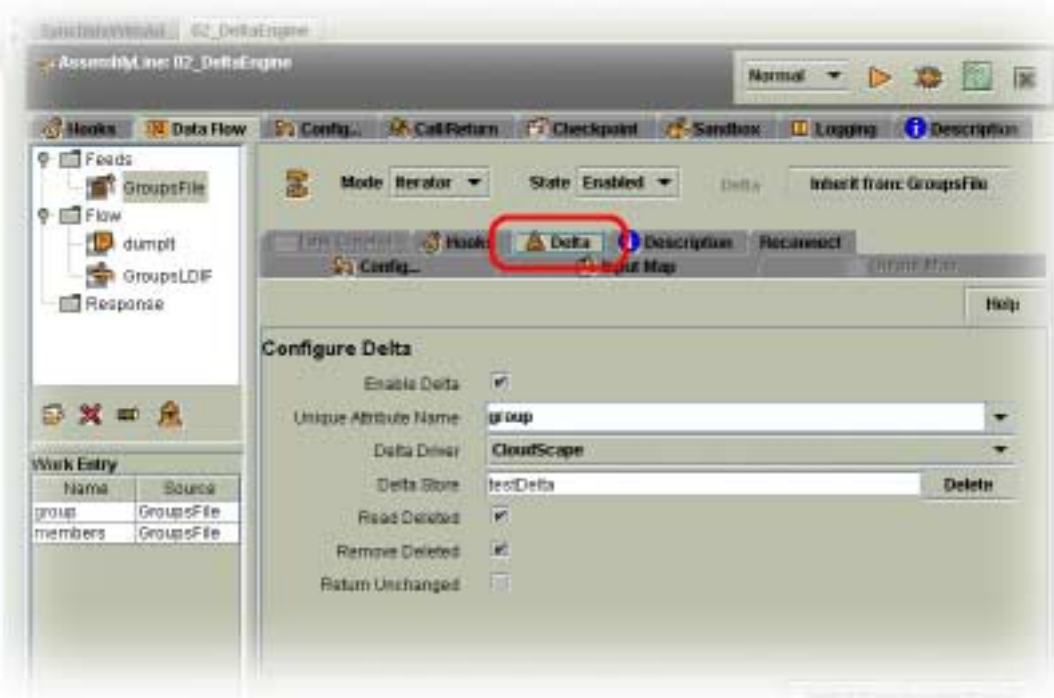 02_DeltaEngine
AssemblyLine: 02_DeltaEngine
Normal
Hooks Data Flow Config... Call/Return Checkpoint Sandbox Logging Description
Feeds
GroupsFile
Flow
dumpIt
GroupsLDIF
Response
Mode Iterator State Enabled Delta Inherit from: GroupsFile
Hooks Delta Description Reconnect
Config... Input Map Output Map
Help
Configure Delta
Enable Delta
Unique Attribute Name group
Delta Driver CloudScape
Delta Store testDelta Delete
Read Deleted
Remove Deleted
Return Unchanged
Work Entry
Name Source
group GroupsFile
members GroupsFile